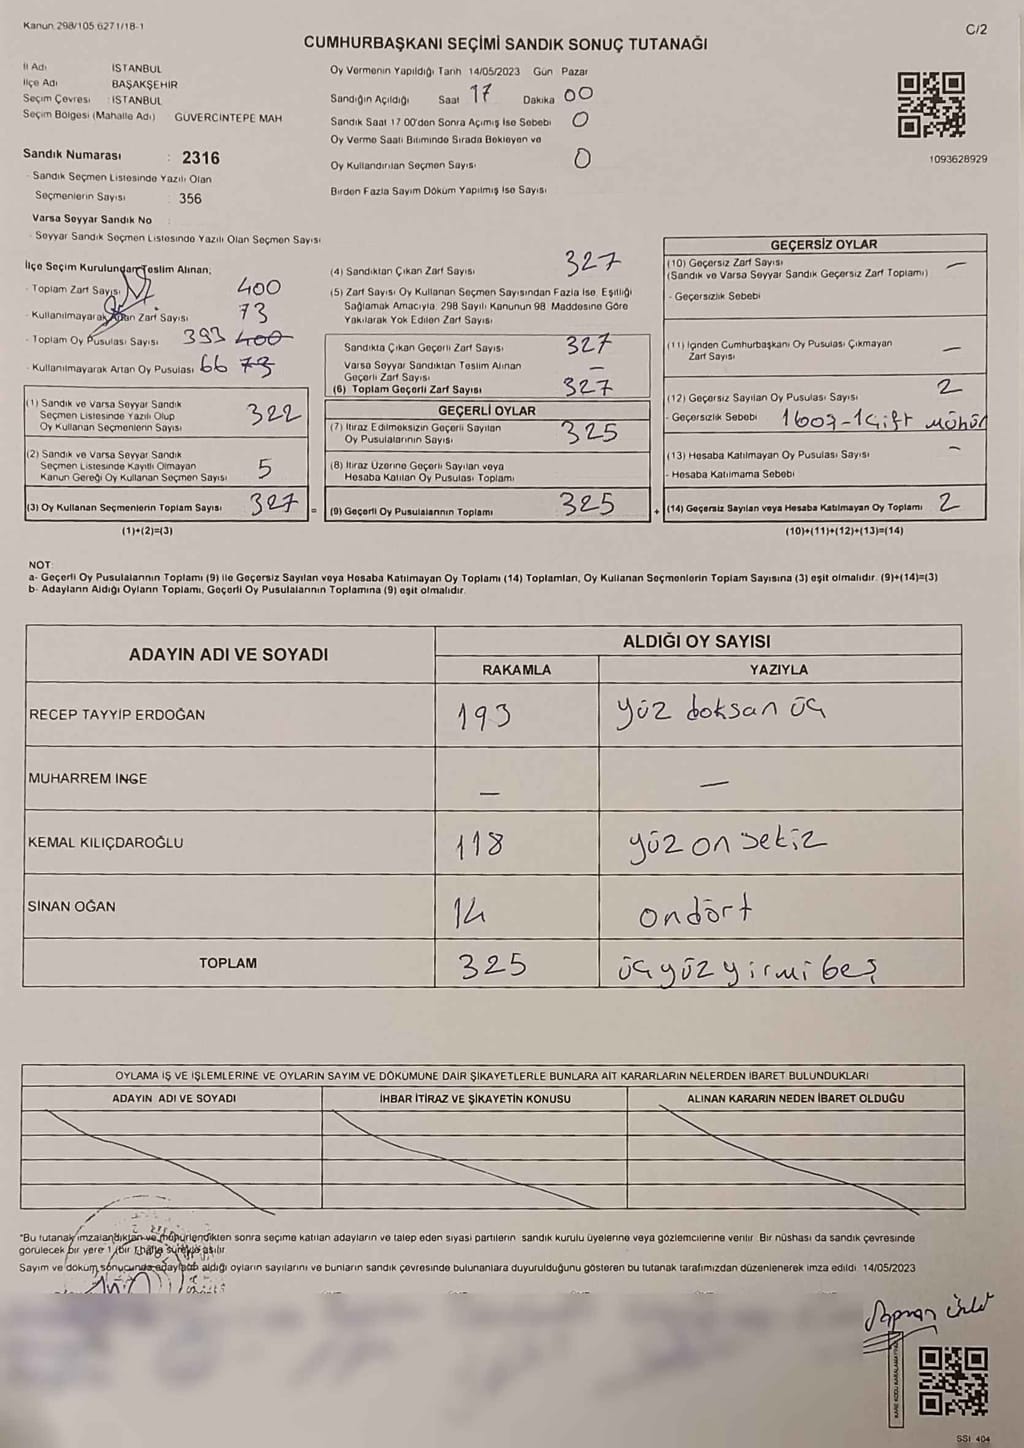 Kanun 298/105 6271/18-1
C/2
CUMHURBAŞKANI SEÇİMİ SANDIK SONUÇ TUTANAĞI
İl Adı İSTANBUL
İlçe Adı BAŞAKŞEHİR
Seçim Çevresi : İSTANBUL
Seçim Bölgesi (Mahalle Adı) GÜVERCİNTEPE MAH
Sandık Numarası : 2316
- Sandık Seçmen Listesinde Yazılı Olan
Seçmenlerin Sayısı : 356
Varsa Seyyar Sandık No :
- Seyyar Sandık Seçmen Listesinde Yazılı Olan Seçmen Sayısı
Oy Vermenin Yapıldığı Tarih 14/05/2023 Gün Pazar
Sandığın Açıldığı Saat 17 Dakika 00
Sandık Saat 17 00'den Sonra Açımış İse Sebebi 0
Oy Verme Saati Bitiminde Sırada Bekleyen ve
Oy Kullandırılan Seçmen Sayısı 0
Birden Fazla Sayım Döküm Yapılmış İse Sayısı
1093628929
İlçe Seçim Kurulundan Teslim Alınan;
- Toplam Zarf Sayısı 400
- Kullanılmayarak Artan Zarf Sayısı 73
- Toplam Oy Pusulası Sayısı 393 400
- Kullanılmayarak Artan Oy Pusulası 66 73
(1) Sandık ve Varsa Seyyar Sandık
Seçmen Listesinde Yazılı Olup
Oy Kullanan Seçmenlerin Sayısı 322
(2) Sandık ve Varsa Seyyar Sandık
Seçmen Listesinde Kayıtlı Olmayan
Kanun Gereği Oy Kullanan Seçmen Sayısı 5
(3) Oy Kullanan Seçmenlerin Toplam Sayısı 327 =
(1)+(2)=(3)
(4) Sandıktan Çıkan Zarf Sayısı 327
(5) Zarf Sayısı Oy Kullanan Seçmen Sayısından Fazla İse, Eşitliği
Sağlamak Amacıyla, 298 Sayılı Kanunun 98 Maddesine Göre
Yakılarak Yok Edilen Zarf Sayısı
Sandıkta Çıkan Geçerli Zarf Sayısı 327
Varsa Seyyar Sandıktan Teslim Alınan
Geçerli Zarf Sayısı –
(6) Toplam Geçerli Zarf Sayısı 327
GEÇERLİ OYLAR
(7) İtiraz Edilmeksizin Geçerli Sayılan
Oy Pusulalarının Sayısı 325
(8) İtiraz Üzerine Geçerli Sayılan veya
Hesaba Katılan Oy Pusulası Toplamı
(9) Geçerli Oy Pusulalarının Toplamı 325 +
GEÇERSİZ OYLAR
(10) Geçersiz Zarf Sayısı –
(Sandık ve Varsa Seyyar Sandık Geçersiz Zarf Toplamı)
- Geçersizlik Sebebi
(11) İçinden Cumhurbaşkanı Oy Pusulası Çıkmayan
Zarf Sayısı –
(12) Geçersiz Sayılan Oy Pusulası Sayısı 2
- Geçersizlik Sebebi 1 boş-1 çift mühür
(13) Hesaba Katılmayan Oy Pusulası Sayısı –
- Hesaba Katılmama Sebebi
(14) Geçersiz Sayılan veya Hesaba Katılmayan Oy Toplamı 2
(10)+(11)+(12)+(13)=(14)
NOT:
a- Geçerli Oy Pusulalarının Toplamı (9) ile Geçersiz Sayılan veya Hesaba Katılmayan Oy Toplamı (14) Toplamları, Oy Kullanan Seçmenlerin Toplam Sayısına (3) eşit olmalıdır. (9)+(14)=(3)
b- Adayların Aldığı Oyların Toplamı, Geçerli Oy Pusulalarının Toplamına (9) eşit olmalıdır.
ADAYIN ADI VE SOYADI
ALDIĞI OY SAYISI
RAKAMLA YAZIYLA
RECEP TAYYİP ERDOĞAN 193 yüz doksan üç
MUHARREM İNCE – –
KEMAL KILIÇDAROĞLU 118 yüz on sekiz
SİNAN OĞAN 14 ondört
TOPLAM 325 üçyüzyirmi beş
OYLAMA İŞ VE İŞLEMLERİNE VE OYLARIN SAYIM VE DÖKÜMÜNE DAİR ŞİKAYETLERLE BUNLARA AİT KARARLARIN NELERDEN İBARET BULUNDUKLARI
ADAYIN ADI VE SOYADI İHBAR İTİRAZ VE ŞİKAYETİN KONUSU ALINAN KARARIN NEDEN İBARET OLDUĞU
*Bu tutanak imzalandıktan ve mühürlendikten sonra seçime katılan adayların ve talep eden siyasi partilerin sandık kurulu üyelerine veya gözlemcilerine verilir. Bir nüshası da sandık çevresinde
görülecek bir yere 1 (bir) hafta süreyle asılır
Sayım ve döküm sonucunda adayların aldığı oyların sayılarını ve bunların sandık çevresinde bulunanlara duyurulduğunu gösteren bu tutanak tarafımızdan düzenlenerek imza edildi. 14/05/2023
SSI 404